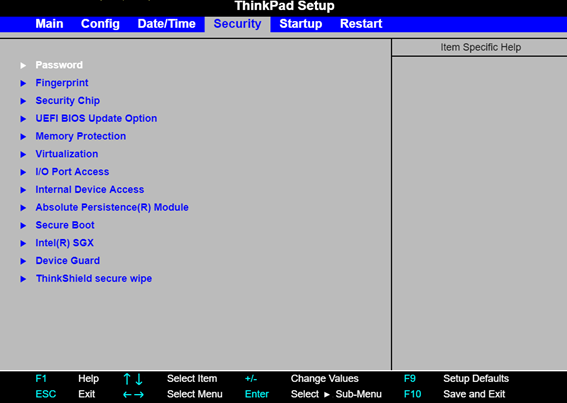 ThinkPad Setup
Main Config Date/Time Security Startup Restart
Item Specific Help
Password
Fingerprint
Security Chip
UEFI BIOS Update Option
Memory Protection
Virtualization
I/O Port Access
Internal Device Access
Absolute Persistence(R) Module
Secure Boot
Intel(R) SGX
Device Guard
ThinkShield secure wipe
F1 Help ↑ ↓ Select Item +/- Change Values F9 Setup Defaults
ESC Exit ← → Select Menu Enter Select ► Sub-Menu F10 Save and Exit